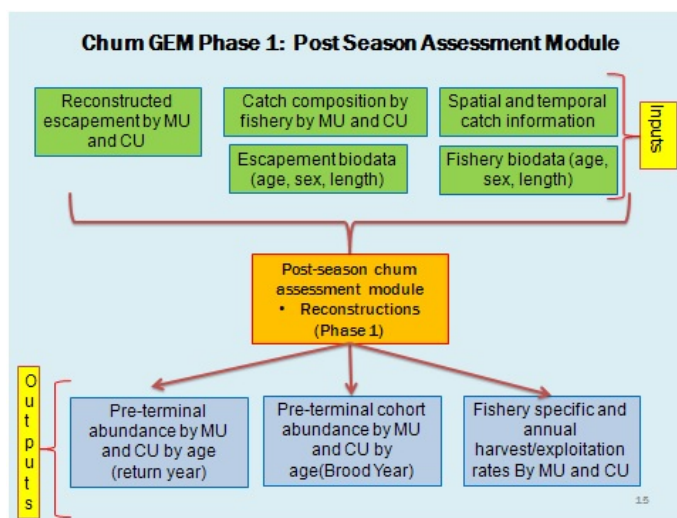 Chum GEM Phase 1: Post Season Assessment Module
Reconstructed
escapement by MU
and CU
Catch composition by
fishery by MU and CU
Spatial and temporal
catch information
Escapement biodata
(age, sex, length)
Fishery biodata (age,
sex, length)
Inputs
Post-season chum
assessment module
• Reconstructions
(Phase 1)
Outputs
Pre-terminal
abundance by MU
and CU by age
(return year)
Pre-terminal cohort
abundance by MU
and CU by
age(Brood Year)
Fishery specific and
annual
harvest/exploitation
rates By MU and CU
15